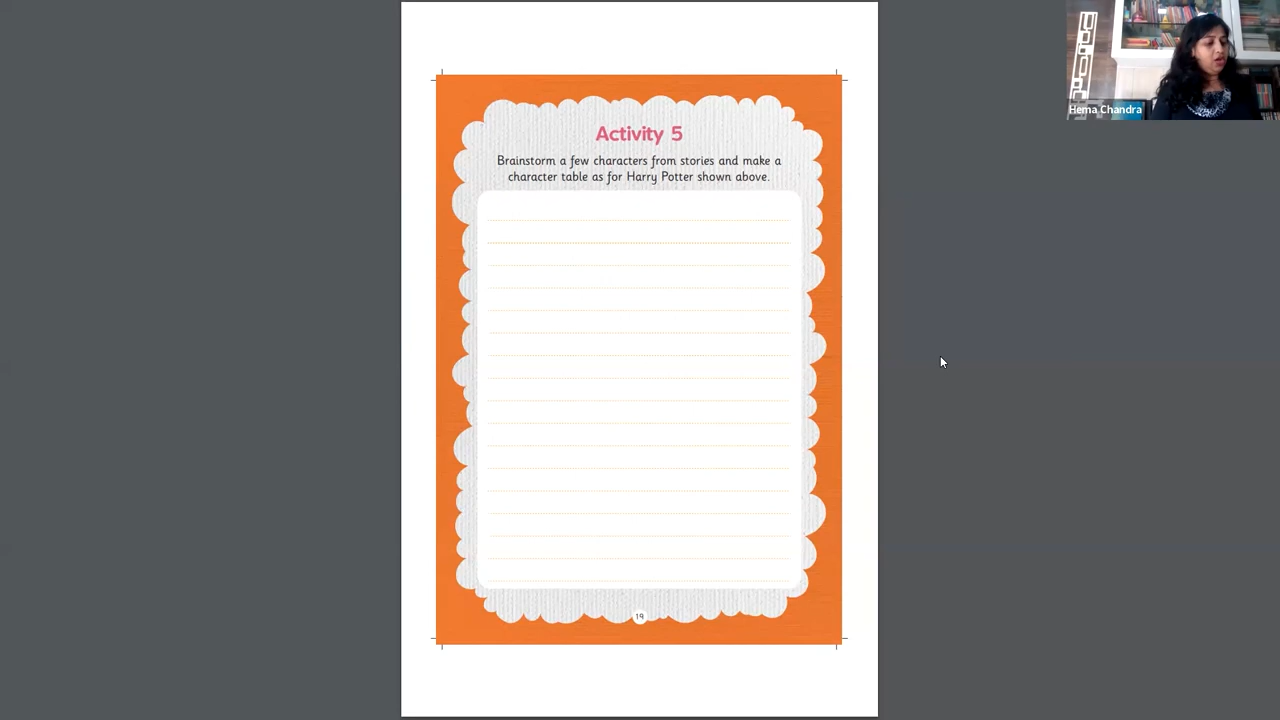 Activity 5
Brainstorm a few characters from stories and make a
character table as for Harry Potter shown above.
19
Hema Chandra